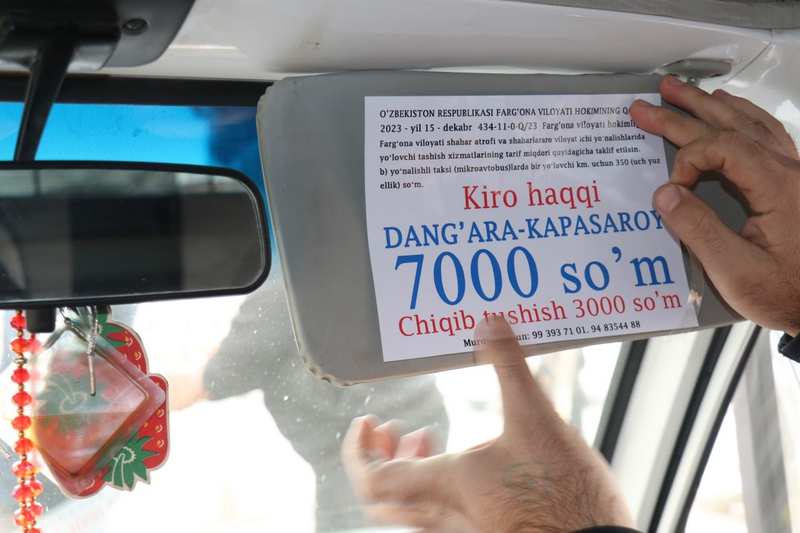 O'ZBEKISTON RESPUBLIKASI FARG'ONA VILOYATI HOKIMINING
2023 - yil 15 - dekabr 434-11-0-Q/23 Farg'ona viloyati
Farg'ona viloyati shahar atrofi va shaharlararo viloyat ichi yo'nalishlarida
yo'lovchi tashish xizmatlarining tarif miqdori quyidagicha taklif etilsin.
b) yo'nalishli taksi (mikroavtobus)larda bir yo'lovchi km. uchun 350 (uch yuz
ellik) so'm.
Kiro haqqi
DANG'ARA-KAPASAROY
7000 so'm
Chiqib tushish 3000 so'm
99 393 71 01. 94 83544 88